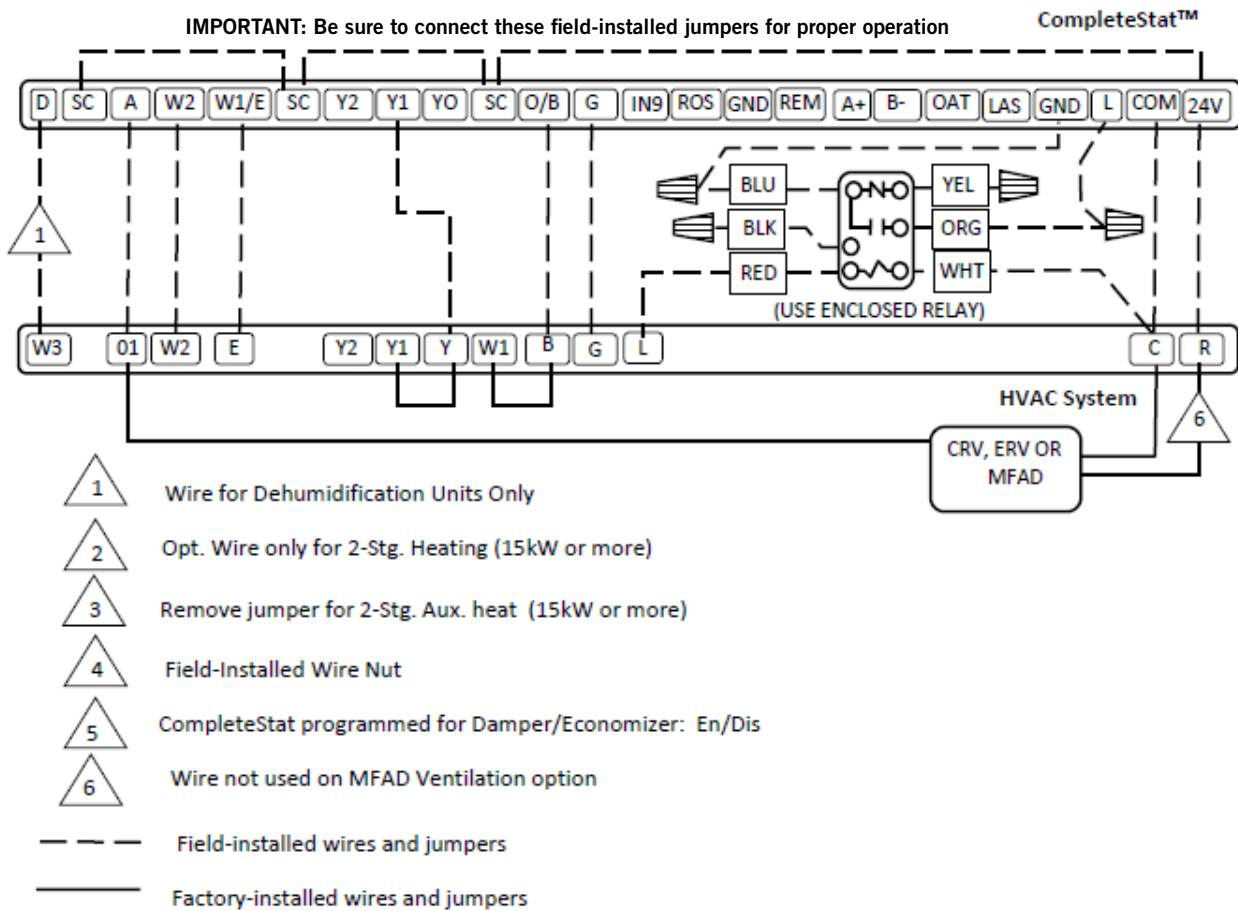 IMPORTANT: Be sure to connect these field-installed jumpers for proper operation
CompleteStat™
D SC A W2 W1/E SC Y2 Y1 YO SC O/B G IN9 ROS GND REM A+ B- OAT LAS GND L COM 24V
BLU YEL
BLK ORG
RED WHT
1
(USE ENCLOSED RELAY)
W3 01 W2 E Y2 Y1 Y W1 B G L C R
HVAC System
6
CRV, ERV OR
MFAD
1 Wire for Dehumidification Units Only
2 Opt. Wire only for 2-Stg. Heating (15kW or more)
3 Remove jumper for 2-Stg. Aux. heat (15kW or more)
4 Field-Installed Wire Nut
5 CompleteStat programmed for Damper/Economizer: En/Dis
6 Wire not used on MFAD Ventilation option
Field-installed wires and jumpers
Factory-installed wires and jumpers